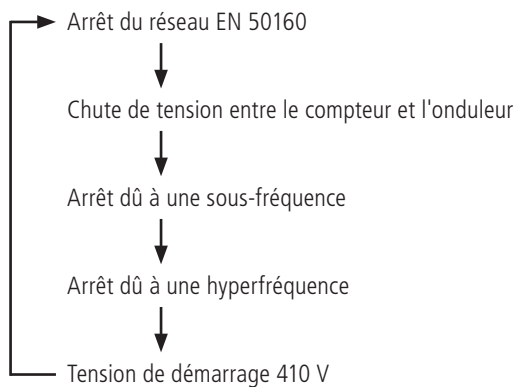 Arrêt du réseau EN 50160
Chute de tension entre le compteur et l'onduleur
Arrêt dû à une sous-fréquence
Arrêt dû à une hyperfréquence
Tension de démarrage 410 V